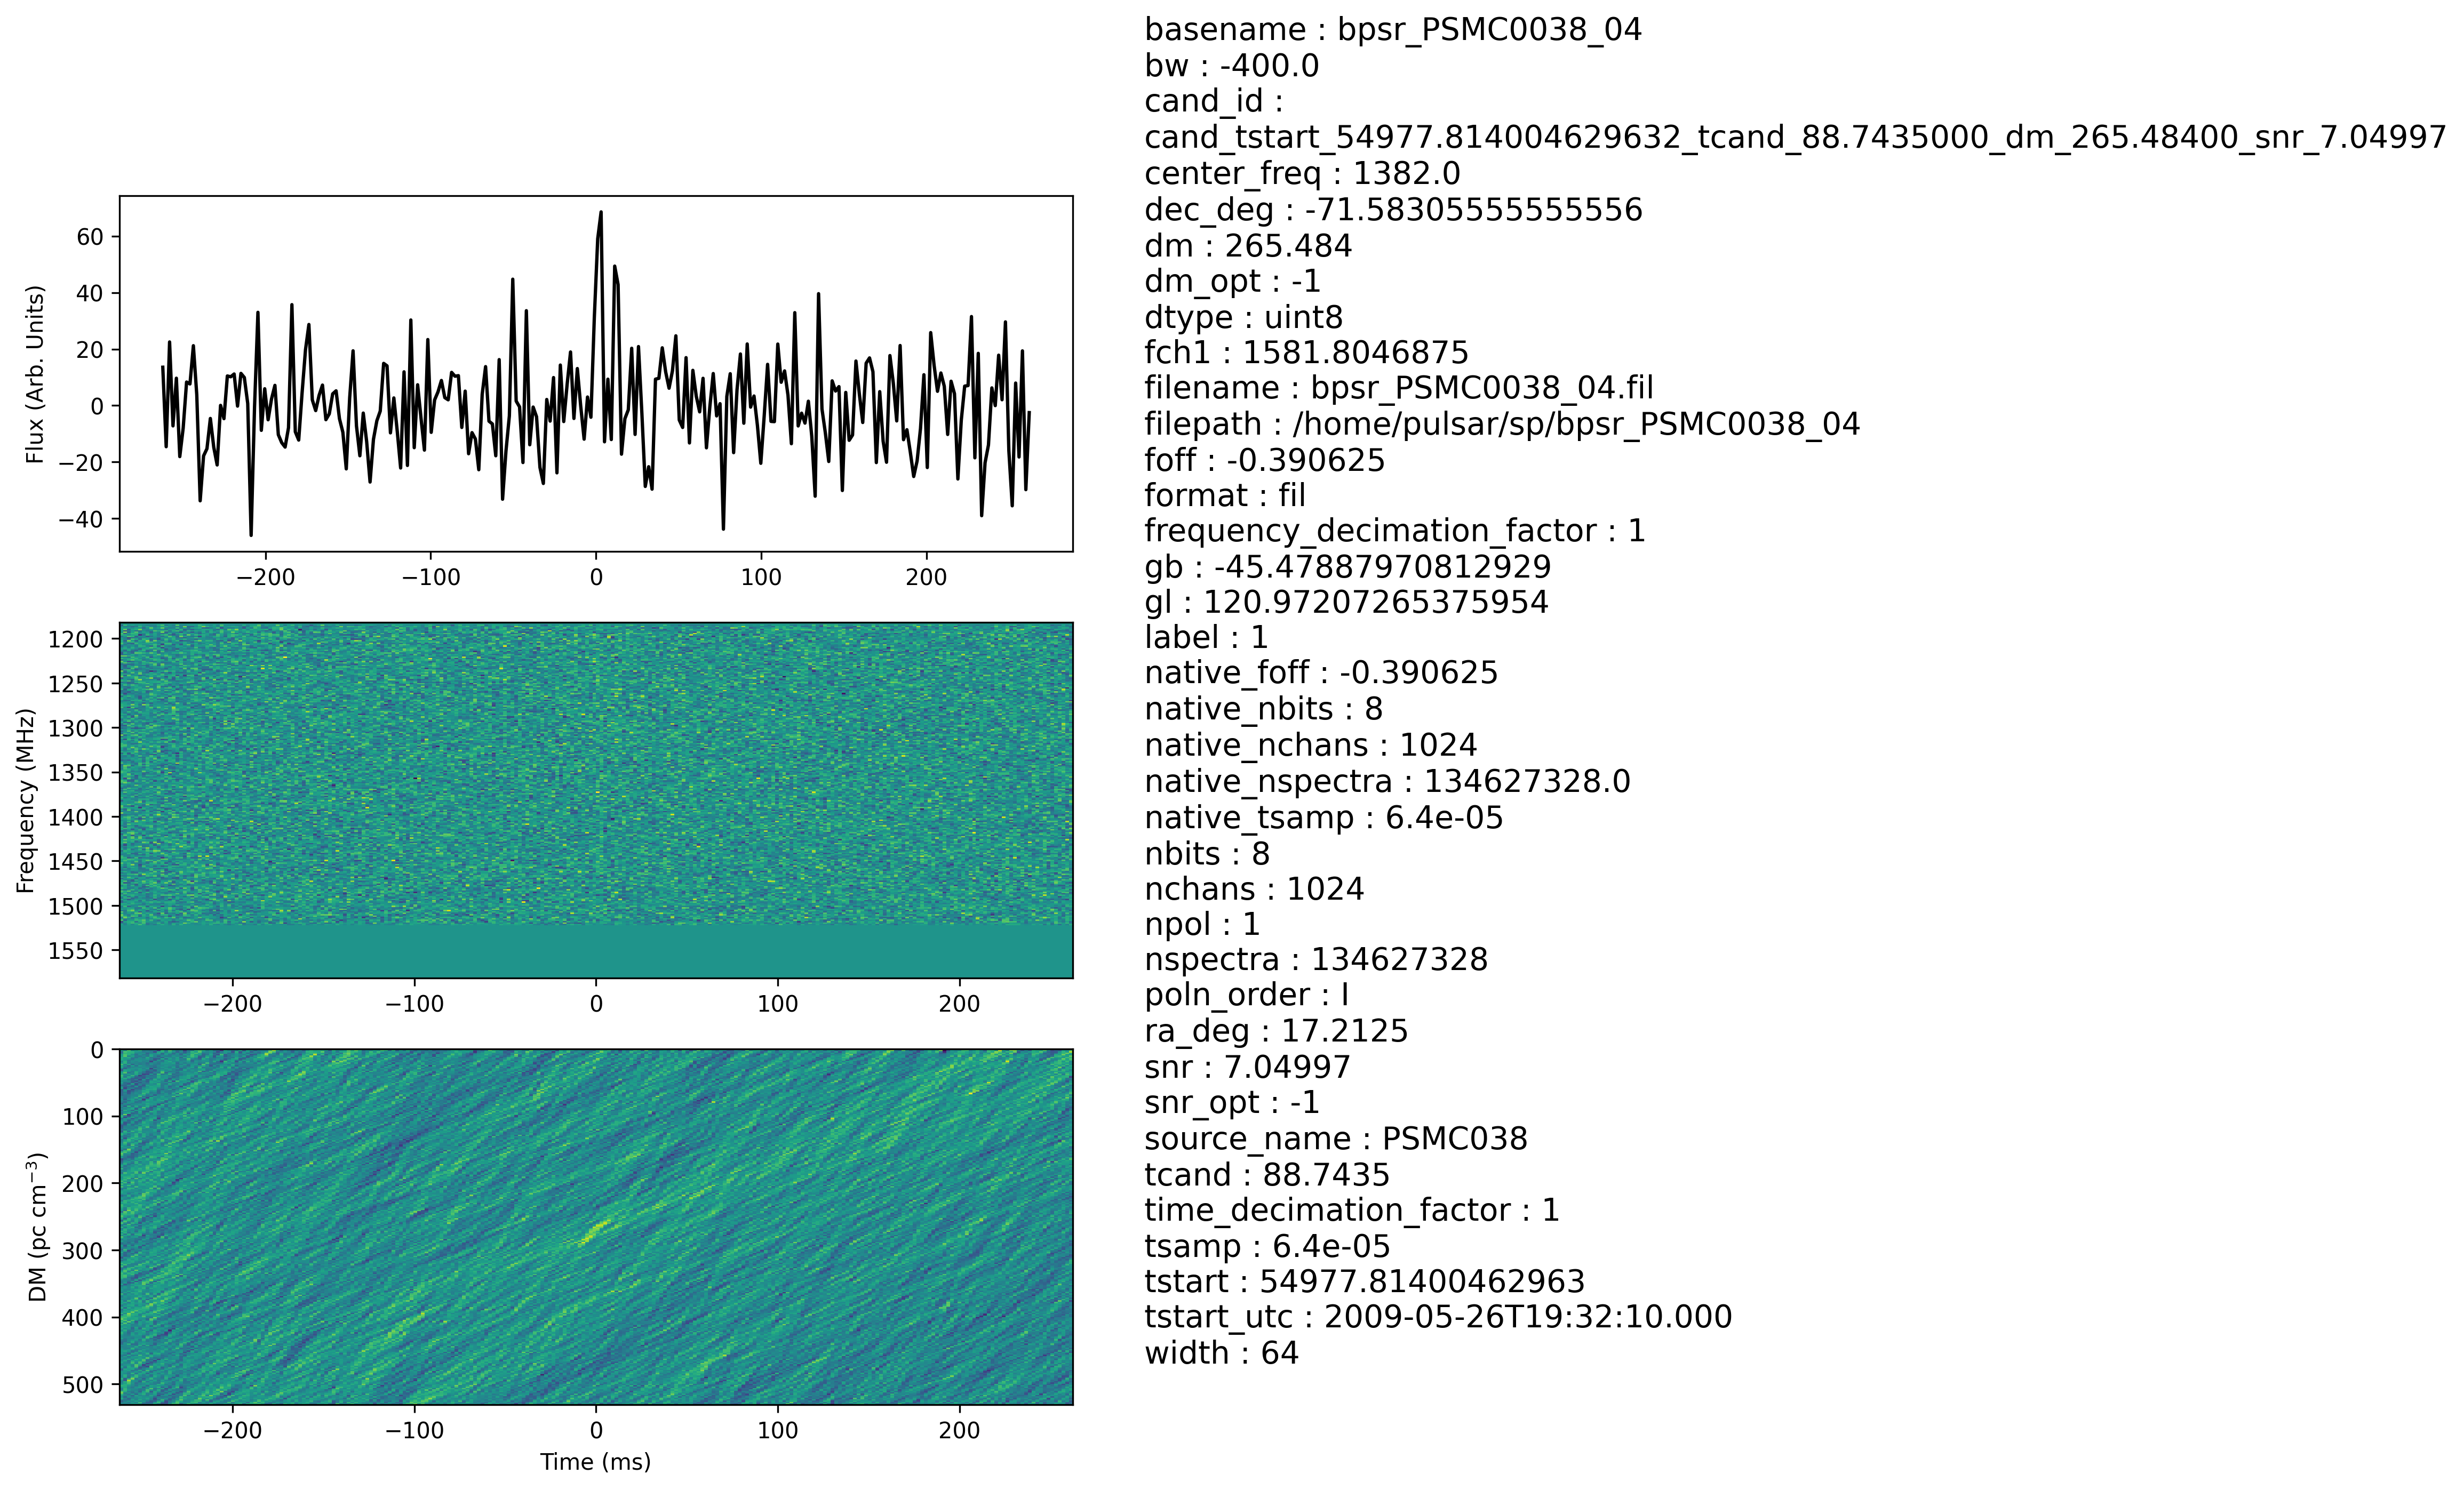 basename : bpsr_PSMC0038_04
bw : -400.0
cand_id :
cand_tstart_54977.814004629632_tcand_88.7435000_dm_265.48400_snr_7.04997
center_freq : 1382.0
dec_deg : -71.58305555555556
dm : 265.484
dm_opt : -1
dtype : uint8
fch1 : 1581.8046875
filename : bpsr_PSMC0038_04.fil
filepath : /home/pulsar/sp/bpsr_PSMC0038_04
foff : -0.390625
format : fil
frequency_decimation_factor : 1
gb : -45.47887970812929
gl : 120.97207265375954
label : 1
native_foff : -0.390625
native_nbits : 8
native_nchans : 1024
native_nspectra : 134627328.0
native_tsamp : 6.4e-05
nbits : 8
nchans : 1024
npol : 1
nspectra : 134627328
poln_order : I
ra_deg : 17.2125
snr : 7.04997
snr_opt : -1
source_name : PSMC038
tcand : 88.7435
time_decimation_factor : 1
tsamp : 6.4e-05
tstart : 54977.81400462963
tstart_utc : 2009-05-26T19:32:10.000
width : 64
Flux (Arb. Units)
60
40
20
0
−20
−40
−200 −100 0 100 200
Frequency (MHz)
1200
1250
1300
1350
1400
1450
1500
1550
−200 −100 0 100 200
DM (pc cm⁻³)
0
100
200
300
400
500
−200 −100 0 100 200
Time (ms)